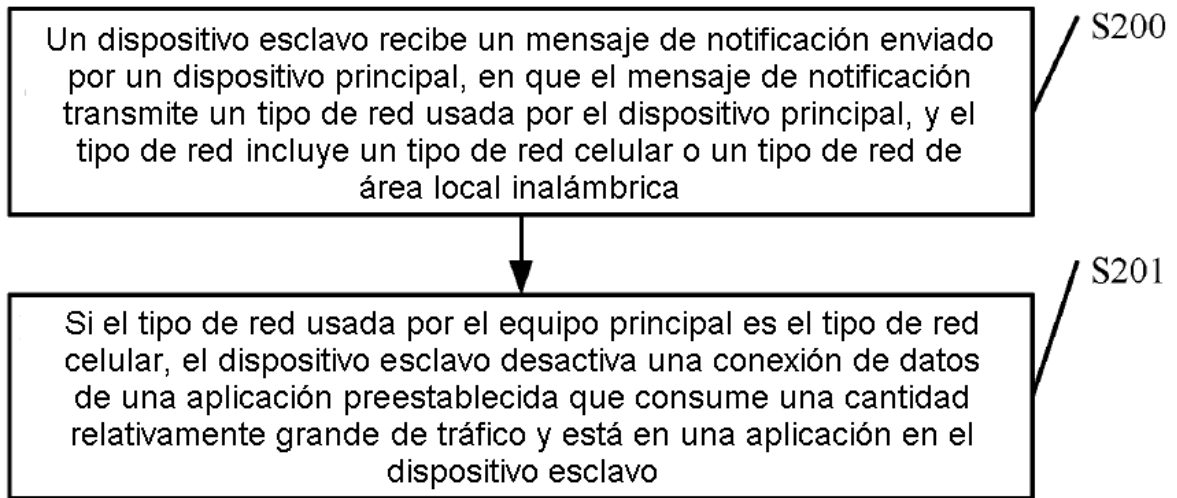 Un dispositivo esclavo recibe un mensaje de notificación enviado
por un dispositivo principal, en que el mensaje de notificación
transmite un tipo de red usada por el dispositivo principal, y el
tipo de red incluye un tipo de red celular o un tipo de red de
área local inalámbrica
S200
Si el tipo de red usada por el equipo principal es el tipo de red
celular, el dispositivo esclavo desactiva una conexión de datos
de una aplicación preestablecida que consume una cantidad
relativamente grande de tráfico y está en una aplicación en el
dispositivo esclavo
S201